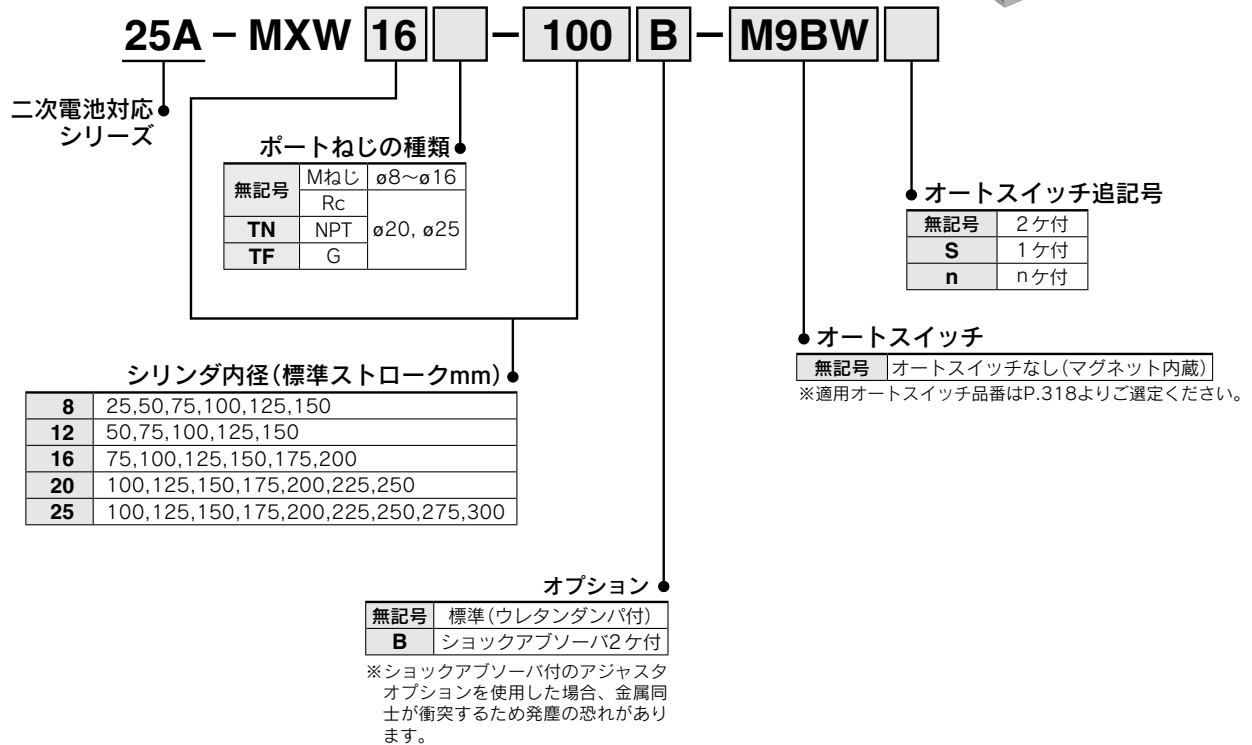 25A – MXW 16 – 100 B – M9BW
二次電池対応
シリーズ
ポートねじの種類
無記号 Mねじ ø8~ø16
Rc ø20, ø25
TN NPT
TF G
オートスイッチ追記号
無記号 2ケ付
S 1ケ付
n nケ付
オートスイッチ
無記号 オートスイッチなし(マグネット内蔵)
※適用オートスイッチ品番はP.318よりご選定ください。
シリンダ内径(標準ストロークmm)
8 25,50,75,100,125,150
12 50,75,100,125,150
16 75,100,125,150,175,200
20 100,125,150,175,200,225,250
25 100,125,150,175,200,225,250,275,300
オプション
無記号 標準(ウレタンダンパ付)
B ショックアブソーバ2ケ付
※ショックアブソーバ付のアジャスタ
オプションを使用した場合、金属同
士が衝突するため発塵の恐れがあり
ます。